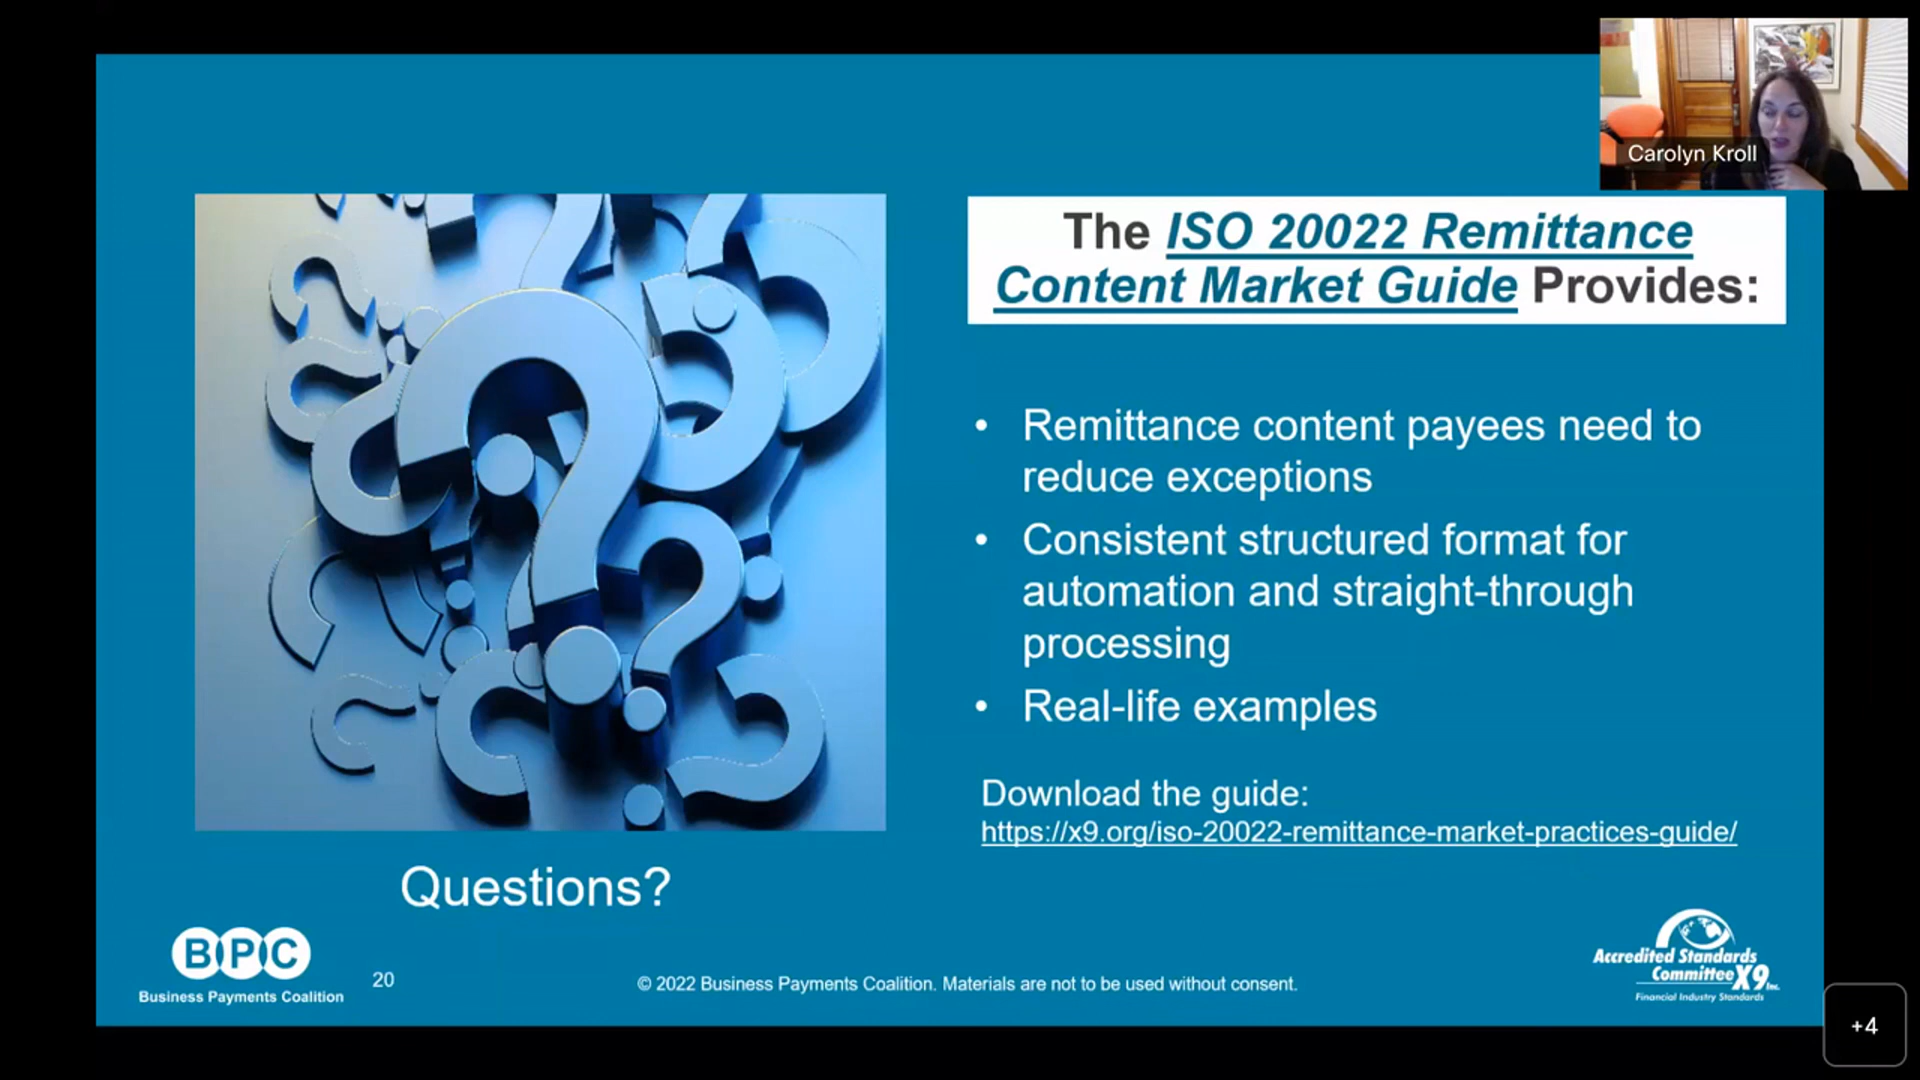 Carolyn Kroll
The ISO 20022 Remittance
Content Market Guide Provides:
• Remittance content payees need to
reduce exceptions
• Consistent structured format for
automation and straight-through
processing
• Real-life examples
Download the guide:
https://x9.org/iso-20022-remittance-market-practices-guide/
Questions?
BPC
Business Payments Coalition
20
© 2022 Business Payments Coalition. Materials are not to be used without consent.
Accredited Standards
Committee X9 Inc.
Financial Industry Standards
+4